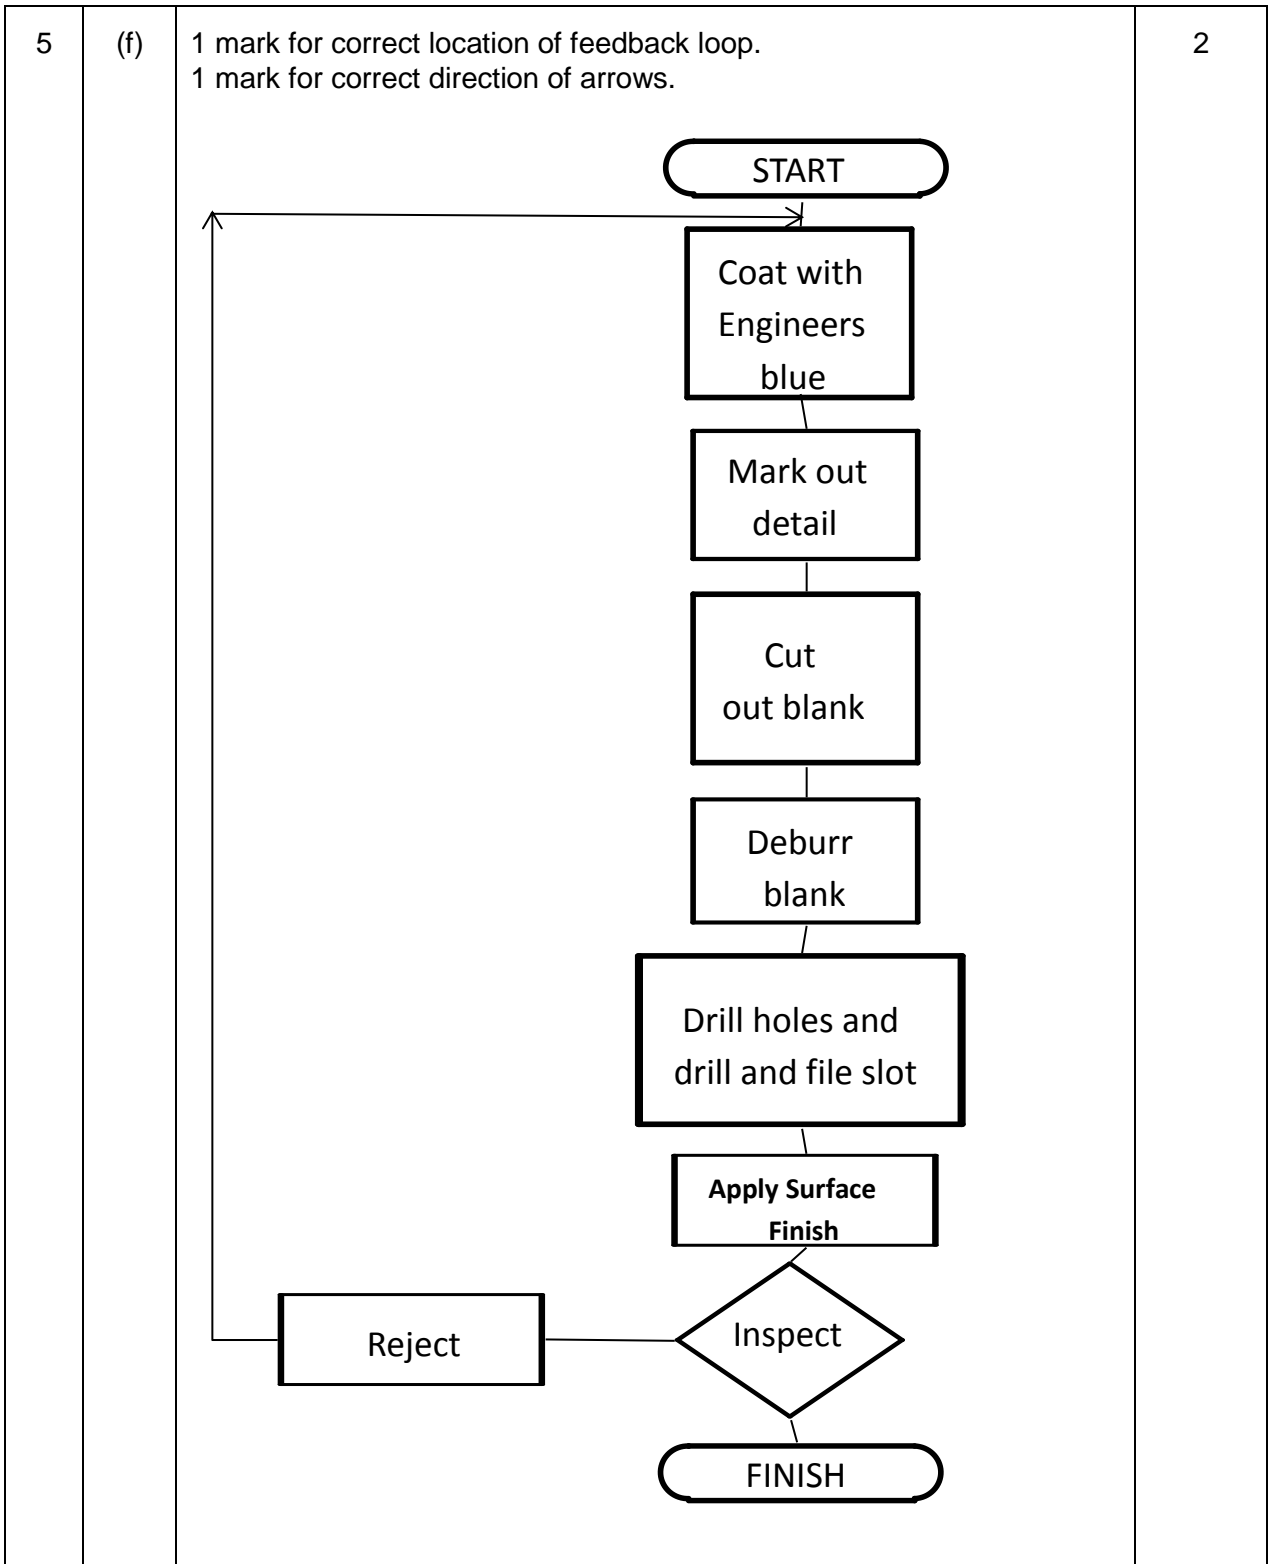 5
(f)
1 mark for correct location of feedback loop.
2
1 mark for correct direction of arrows.
START
Coat with
Engineers
blue
Mark out
detail
Cut
out blank
Deburr
blank
Drill holes and
drill and file slot
Apply Surface
Finish
Reject
Inspect
FINISH